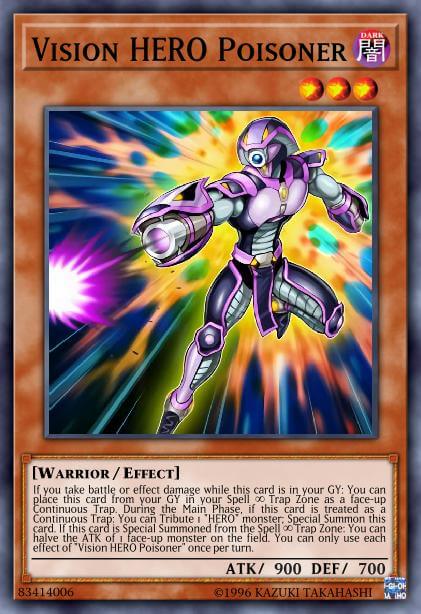 Vision HERO Poisoner
DARK
闇
[Warrior / Effect]
If you take battle or effect damage while this card is in your GY: You can
place this card from your GY in your Spell ∞ Trap Zone as a face-up
Continuous Trap. During the Main Phase, if this card is treated as a
Continuous Trap: You can Tribute 1 "HERO" monster; Special Summon this
card. If this card is Special Summoned from the Spell ∞ Trap Zone: You can
halve the ATK of 1 face-up monster on the field. You can only use each
effect of "Vision HERO Poisoner" once per turn.
ATK/ 900 DEF/ 700
83414006
©1996 KAZUKI TAKAHASHI